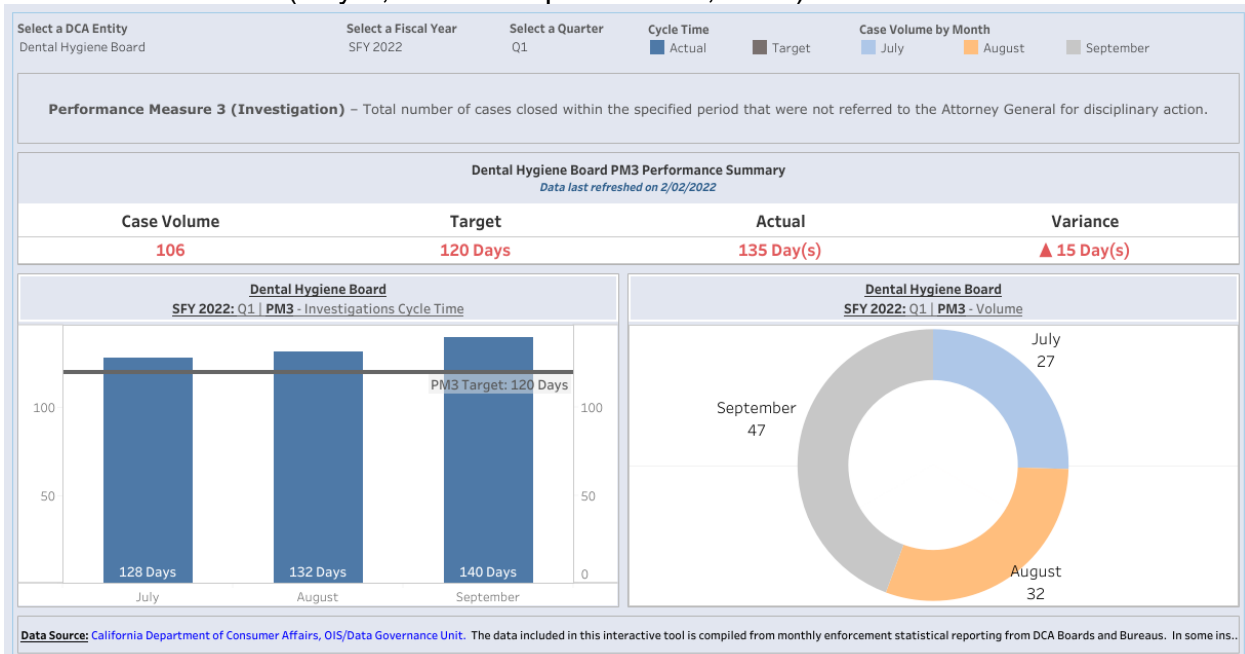 Select a DCA Entity Select a Fiscal Year Select a Quarter Cycle Time Case Volume by Month
Dental Hygiene Board SFY 2022 Q1 Actual Target July August September
Performance Measure 3 (Investigation) – Total number of cases closed within the specified period that were not referred to the Attorney General for disciplinary action.
Dental Hygiene Board PM3 Performance Summary
Data last refreshed on 2/02/2022
Case Volume Target Actual Variance
106 120 Days 135 Day(s) ▲ 15 Day(s)
Dental Hygiene Board
SFY 2022: Q1 | PM3 - Investigations Cycle Time
PM3 Target: 120 Days
100 100
50 50
0
128 Days 132 Days 140 Days
July August September
Dental Hygiene Board
SFY 2022: Q1 | PM3 - Volume
July
27
September
47
August
32
Data Source: California Department of Consumer Affairs, OIS/Data Governance Unit. The data included in this interactive tool is compiled from monthly enforcement statistical reporting from DCA Boards and Bureaus. In some ins..